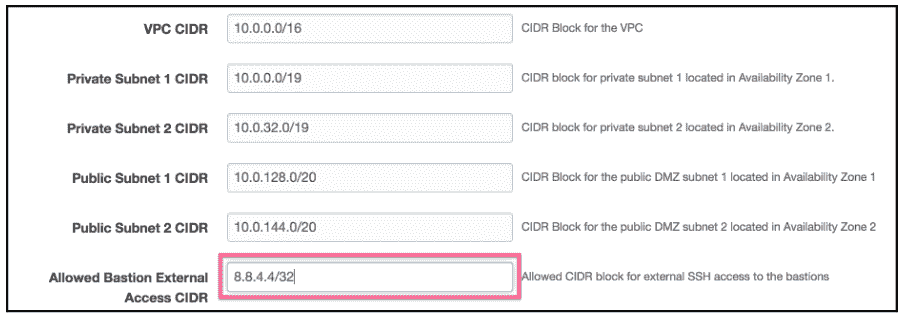 VPC CIDR 10.0.0.0/16 CIDR Block for the VPC
Private Subnet 1 CIDR 10.0.0.0/19 CIDR block for private subnet 1 located in Availability Zone 1.
Private Subnet 2 CIDR 10.0.32.0/19 CIDR block for private subnet 2 located in Availability Zone 2.
Public Subnet 1 CIDR 10.0.128.0/20 CIDR Block for the public DMZ subnet 1 located in Availability Zone 1
Public Subnet 2 CIDR 10.0.144.0/20 CIDR Block for the public DMZ subnet 2 located in Availability Zone 2
Allowed Bastion External 8.8.4.4/32 Allowed CIDR block for external SSH access to the bastions
Access CIDR